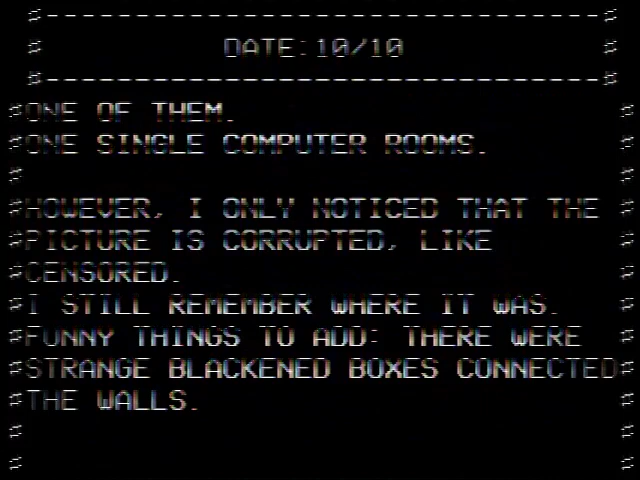 #-------------------------------#
# DATE:10/10 #
#-------------------------------#
#ONE OF THEM. #
#ONE SINGLE COMPUTER ROOMS. #
# 
#HOWEVER, I ONLY NOTICED THAT THE #
#PICTURE IS CORRUPTED, LIKE #
#CENSORED. #
#I STILL REMEMBER WHERE IT WAS. #
#FUNNY THINGS TO ADD: THERE WERE #
#STRANGE BLACKENED BOXES CONNECTED#
#THE WALLS. #
# #
# #